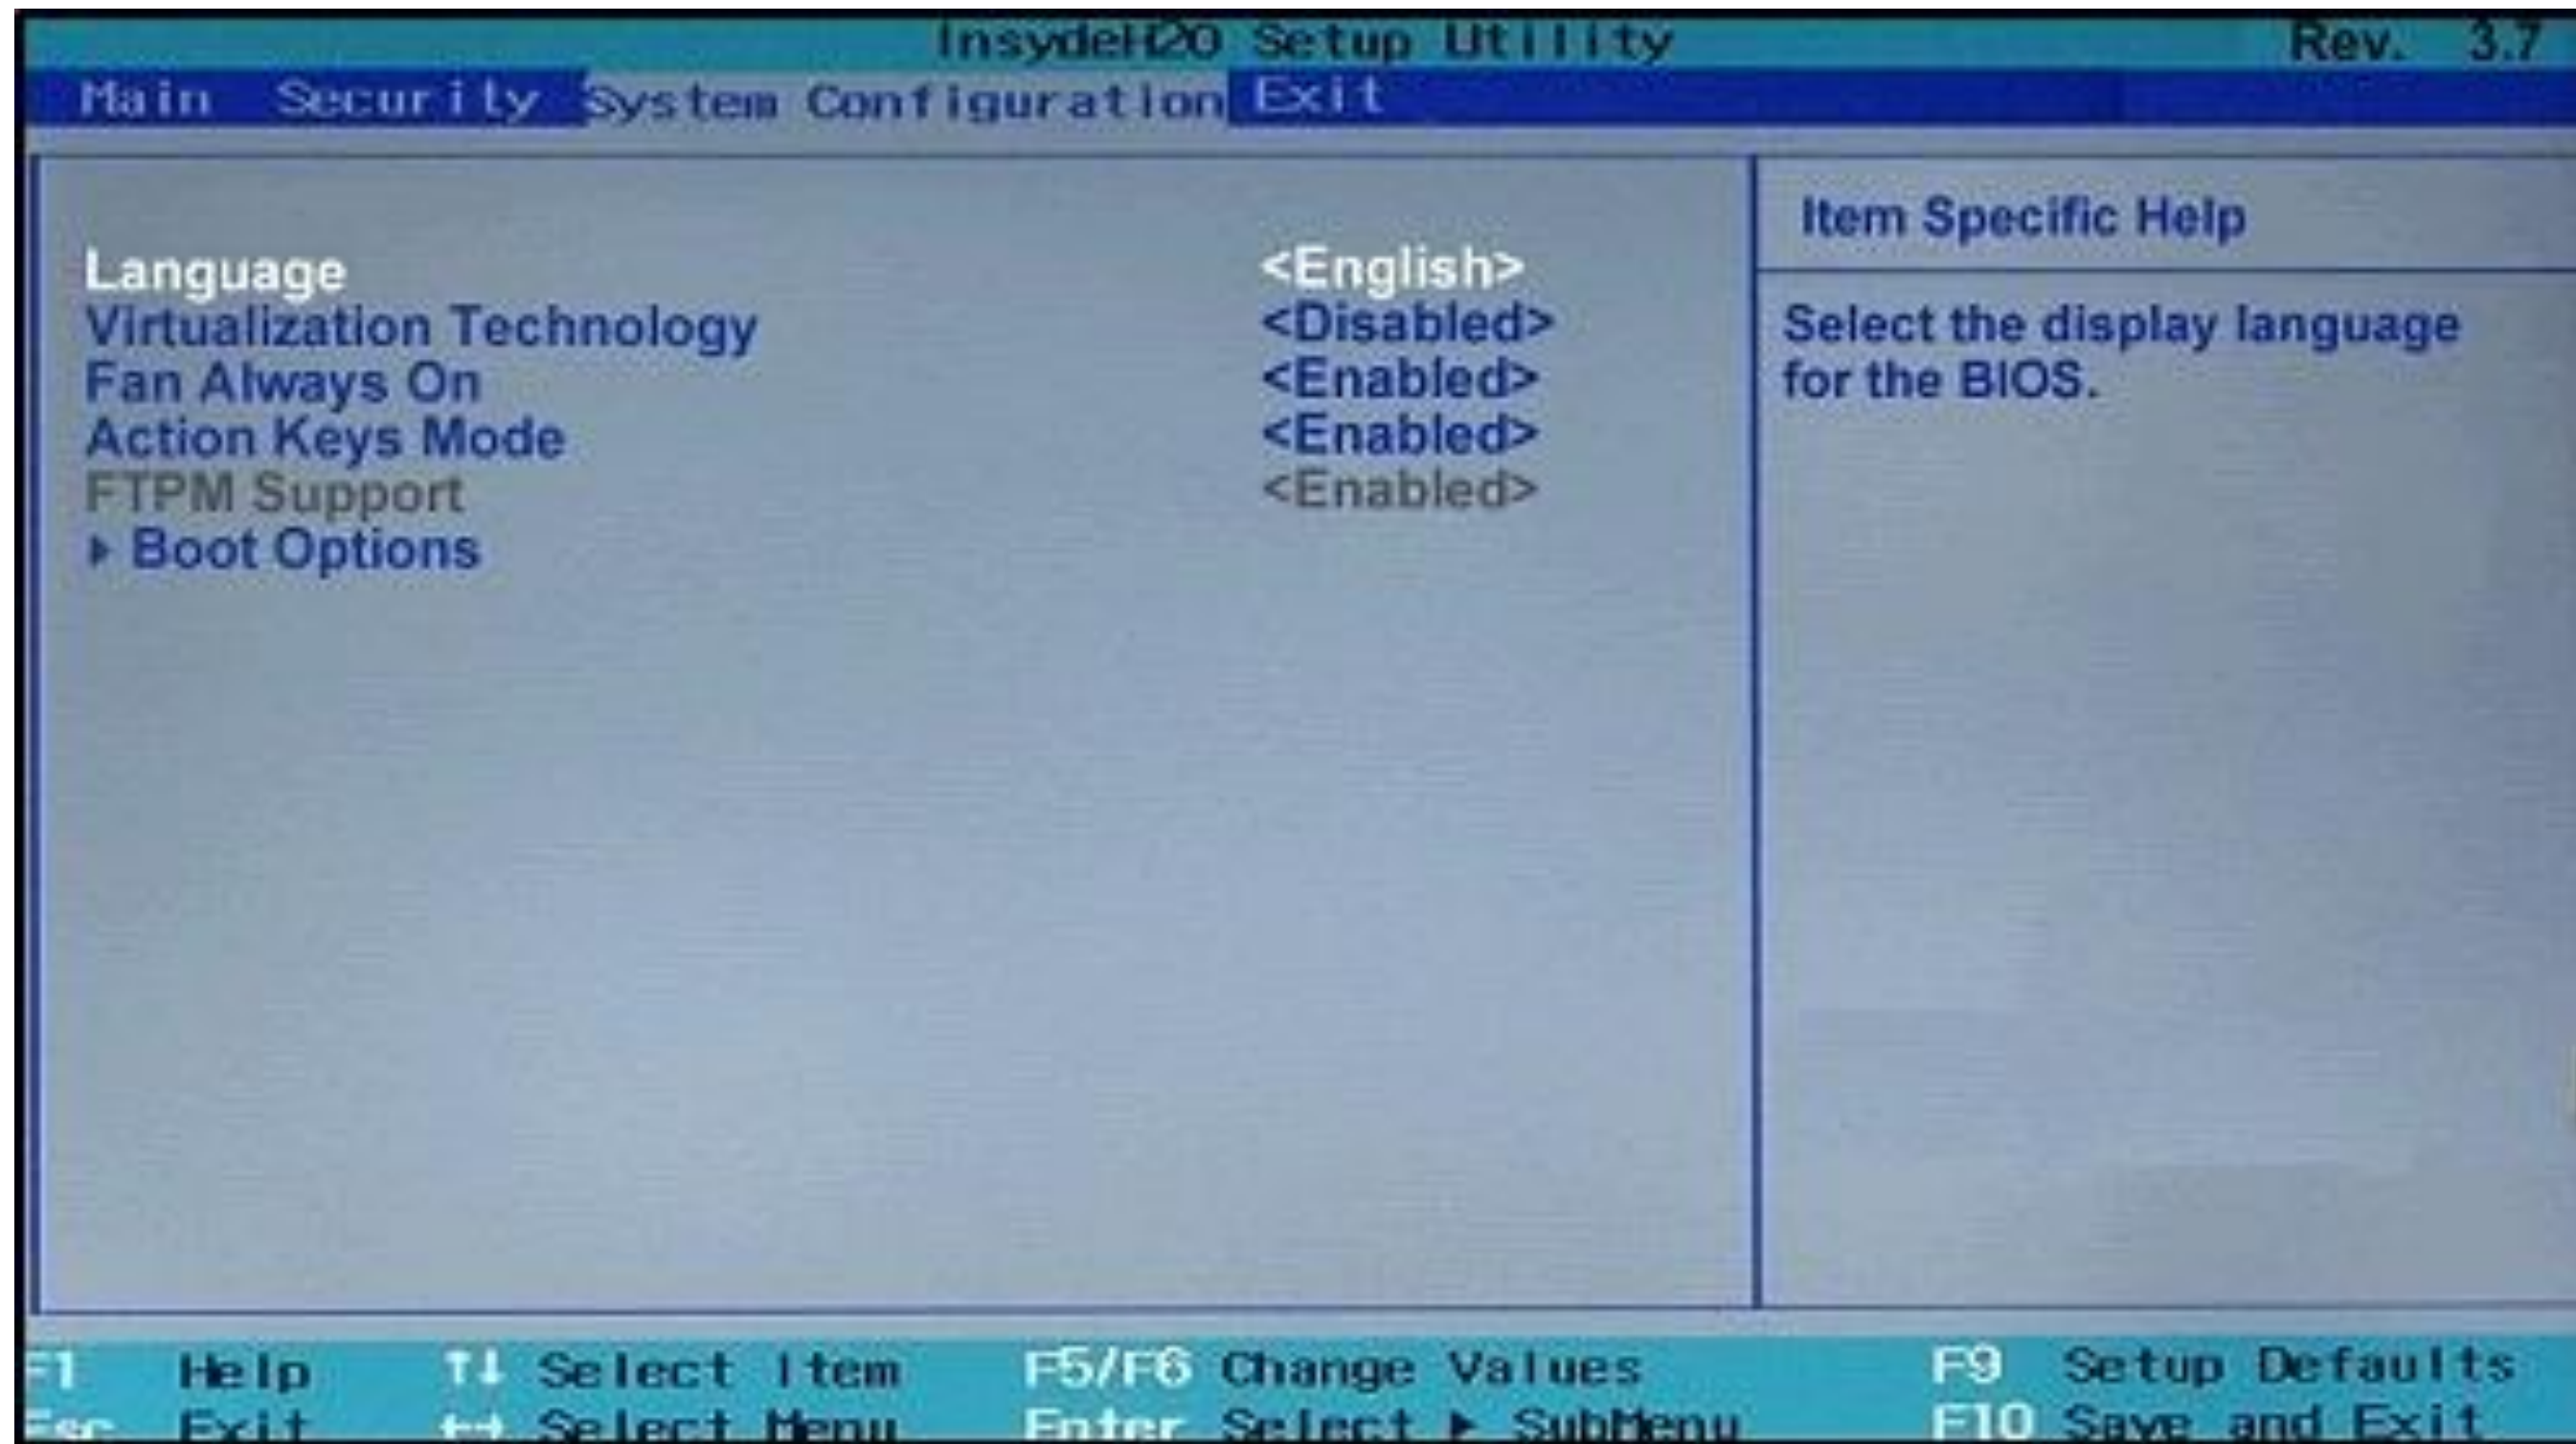 InsydeH20 Setup Utility Rev. 3.7
Main Security System Configuration Exit
Language <English>
Virtualization Technology <Disabled>
Fan Always On <Enabled>
Action Keys Mode <Enabled>
FTPM Support <Enabled>
Boot Options
Item Specific Help
Select the display language
for the BIOS.
F1 Help ↑↓ Select Item F5/F6 Change Values F9 Setup Defaults
Esc Exit ←→ Select Menu Enter Select ▶ SubMenu F10 Save and Exit